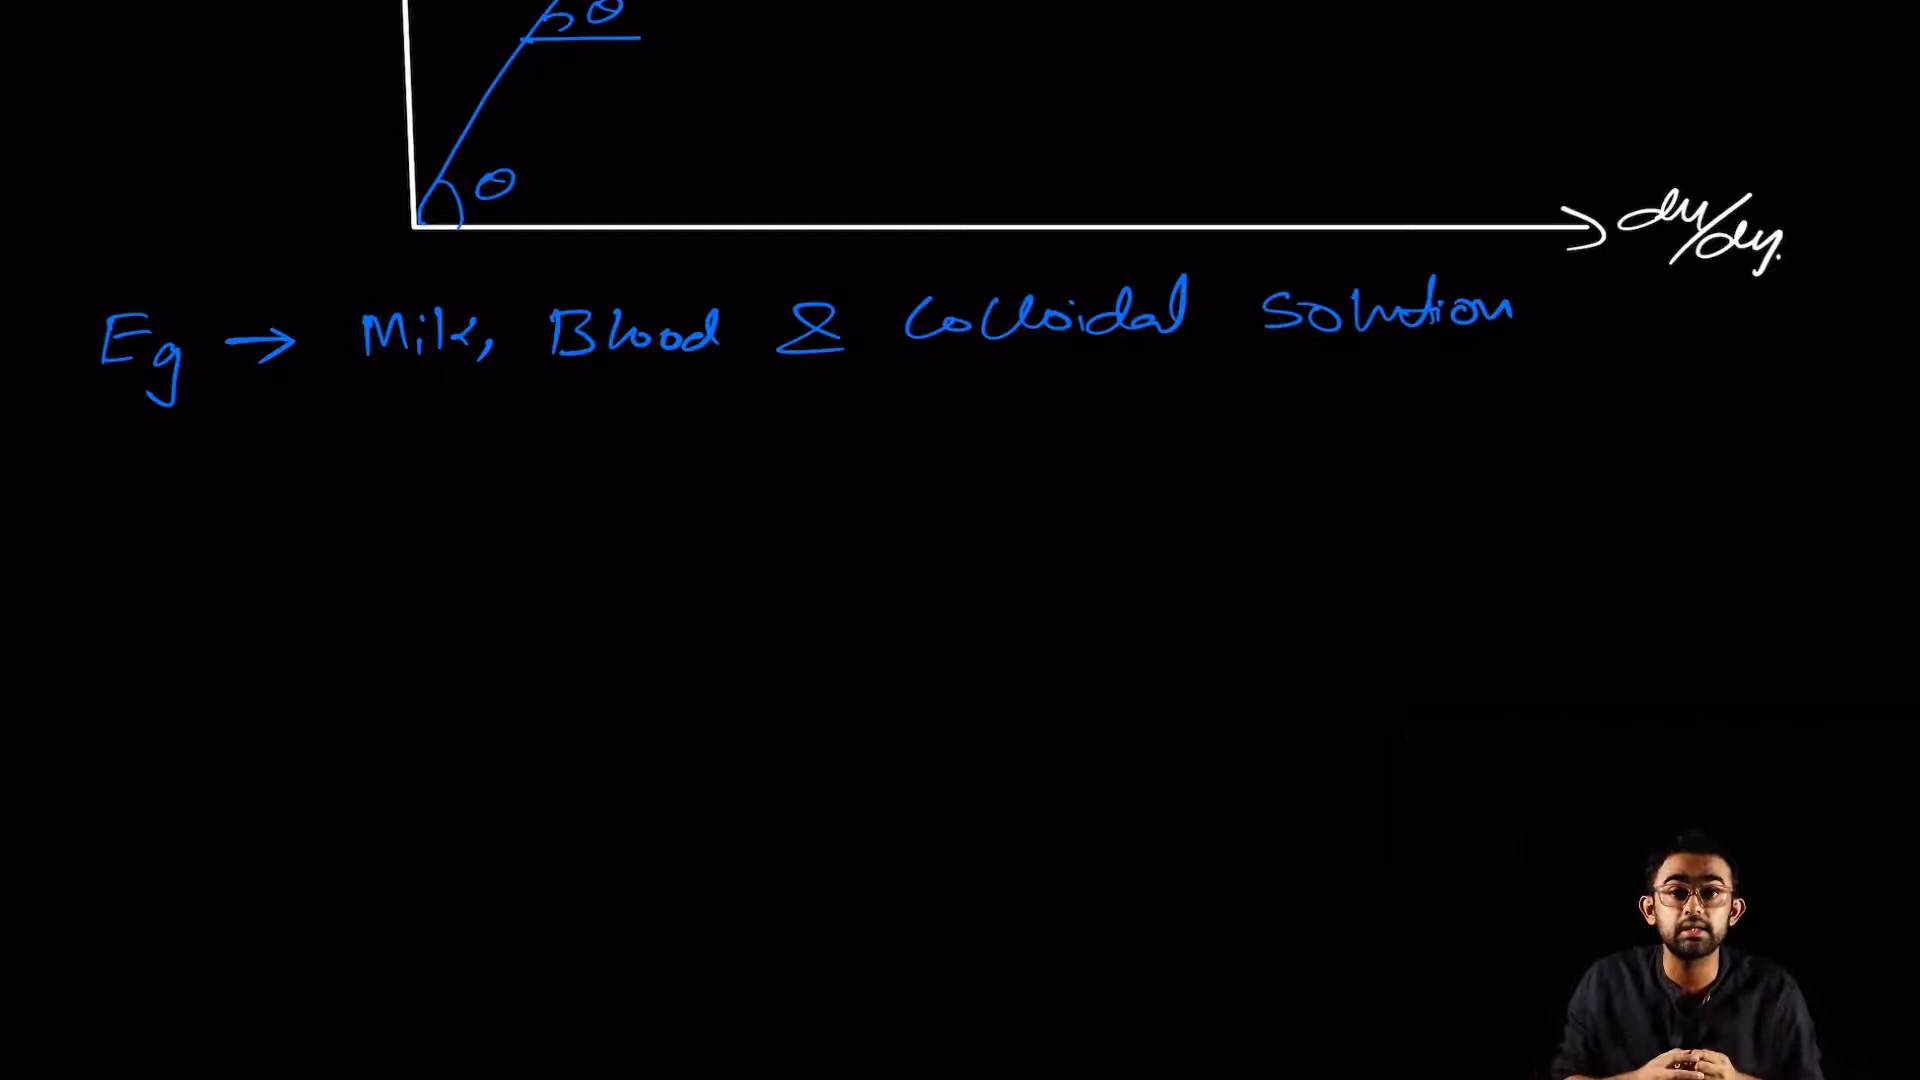 θ
θ
du/dy.
Eg → Milk, Blood & Colloidal Solution